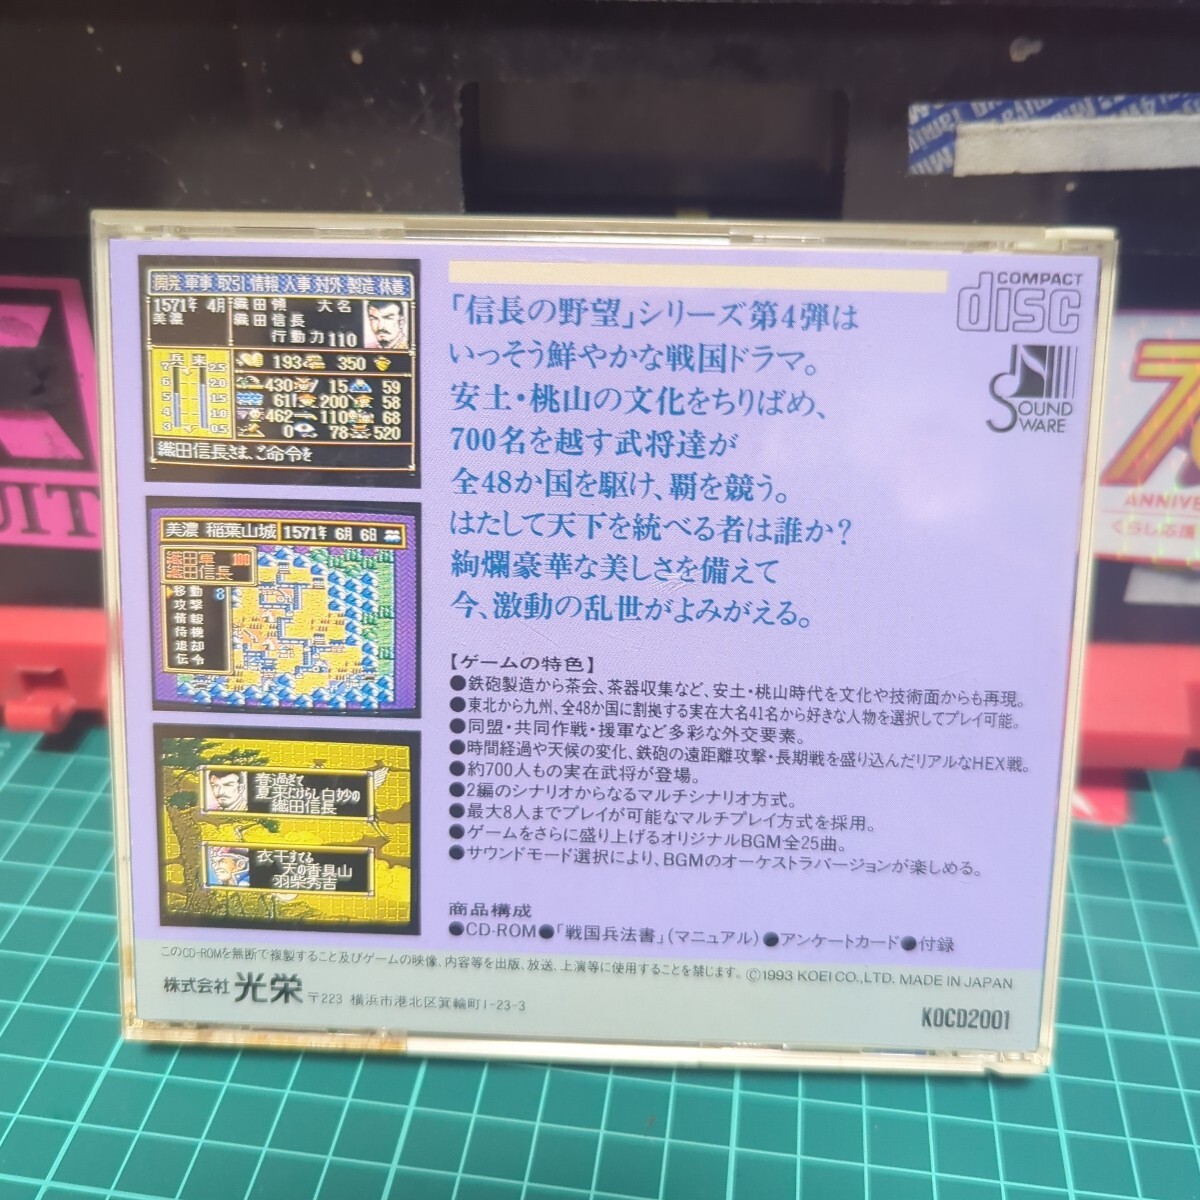 開発 軍事 取引 情報 人事 対外 製造 休養
1571年 4月 織田領 大名
美濃 織田信長
行動力110
兵 米
193 350
430 15 59
61 200 58
462 110 68
0 78 520
織田信長さま、ご命令を
美濃 稲葉山城 1571年 6月 6日
織田軍 100
織田信長
移動 8
攻撃
情報
待機
退却
伝令
春過ぎて
夏来にけらし白妙の
織田信長
衣干すてふ
天の香具山
羽柴秀吉
COMPACT
disc
SOUND
WARE
「信長の野望」シリーズ第4弾は
いっそう鮮やかな戦国ドラマ。
安土・桃山の文化をちりばめ、
700名を越す武将達が
全48か国を駆け、覇を競う。
はたして天下を統べる者は誰か?
絢爛豪華な美しさを備えて
今、激動の乱世がよみがえる。
【ゲームの特色】
●鉄砲製造から茶会、茶器収集など、安土・桃山時代を文化や技術面からも再現。
●東北から九州、全48か国に割拠する実在大名41名から好きな人物を選択してプレイ可能。
●同盟・共同作戦・援軍など多彩な外交要素。
●時間経過や天候の変化、鉄砲の遠距離攻撃・長期戦を盛り込んだリアルなHEX戦。
●約700人もの実在武将が登場。
●2編のシナリオからなるマルチシナリオ方式。
●最大8人までプレイが可能なマルチプレイ方式を採用。
●ゲームをさらに盛り上げるオリジナルBGM全25曲。
●サウンドモード選択により、BGMのオーケストラバージョンが楽しめる。
商品構成
●CD-ROM●「戦国兵法書」(マニュアル)●アンケートカード●付録
このCD-ROMを無断で複製すること及びゲームの映像、内容等を出版、放送、上演等に使用することを禁じます。©1993 KOEI CO.,LTD. MADE IN JAPAN
株式会社 光栄 〒223 横浜市港北区箕輪町1-23-3
KOCD2001
UIT
ANNIVE
くらし応援